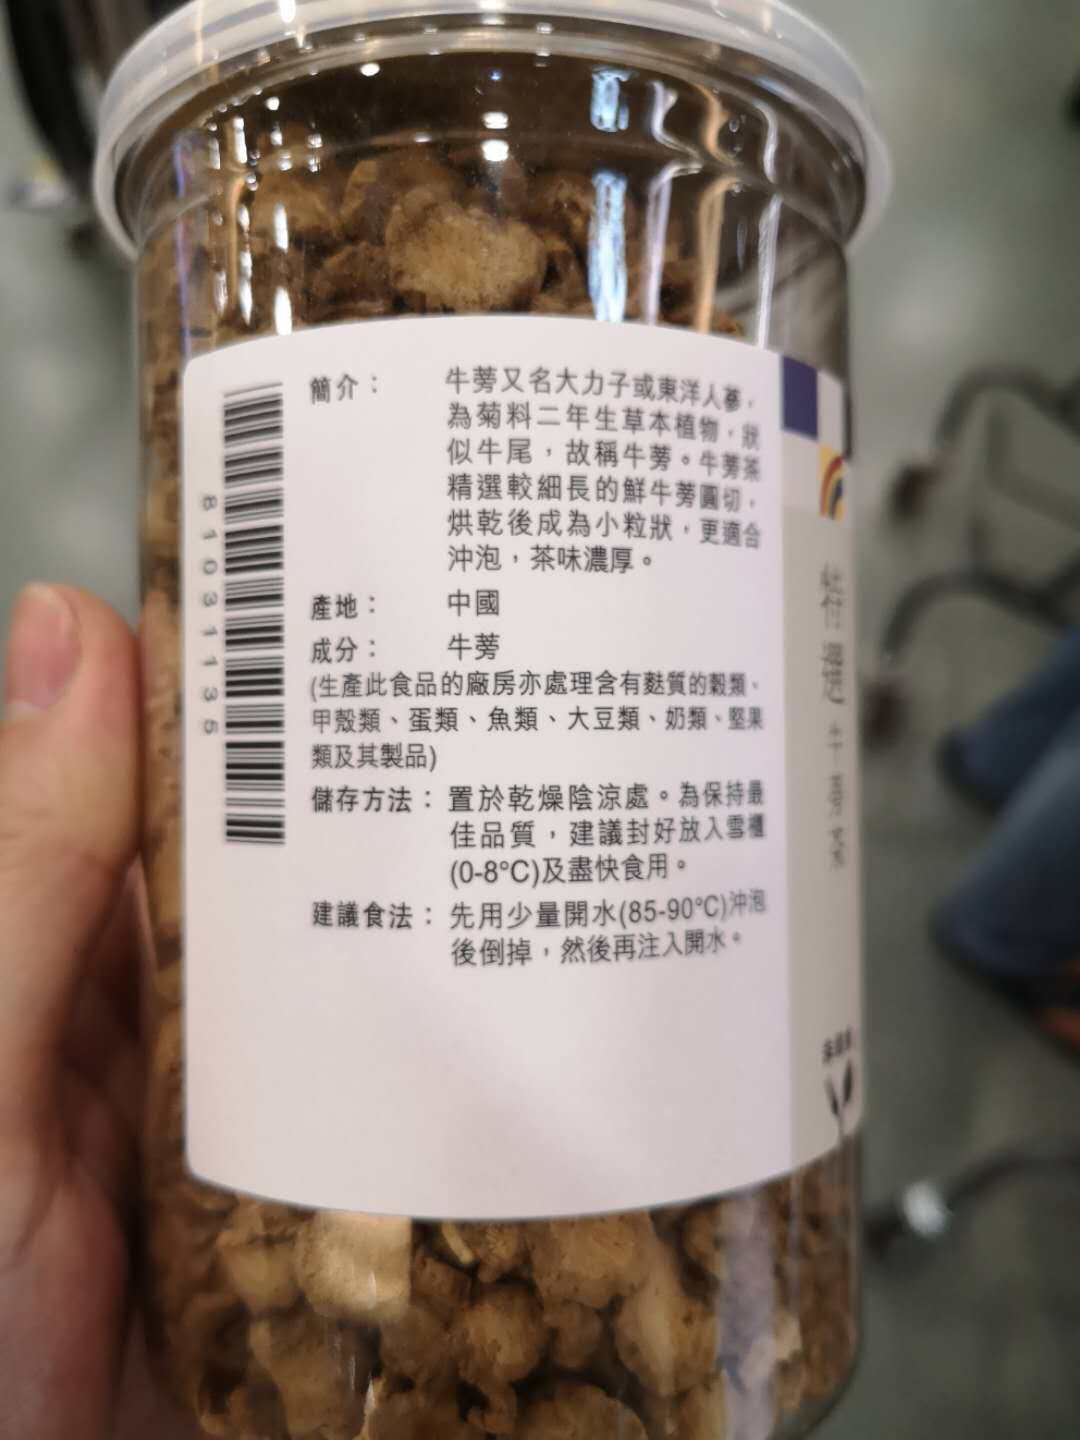 簡介： 牛蒡又名大力子或東洋人蔘，
為菊料二年生草本植物，狀
似牛尾，故稱牛蒡。牛蒡茶
精選較細長的鮮牛蒡圓切，
烘乾後成為小粒狀，更適合
沖泡，茶味濃厚。
產地： 中國
成分： 牛蒡
(生產此食品的廠房亦處理含有麩質的穀類、
甲殼類、蛋類、魚類、大豆類、奶類、堅果
類及其製品)
儲存方法： 置於乾燥陰涼處。為保持最
佳品質，建議封好放入雪櫃
(0-8°C)及盡快食用。
建議食法： 先用少量開水(85-90°C)沖泡
後倒掉，然後再注入開水。
81031135
特選
牛蒡茶